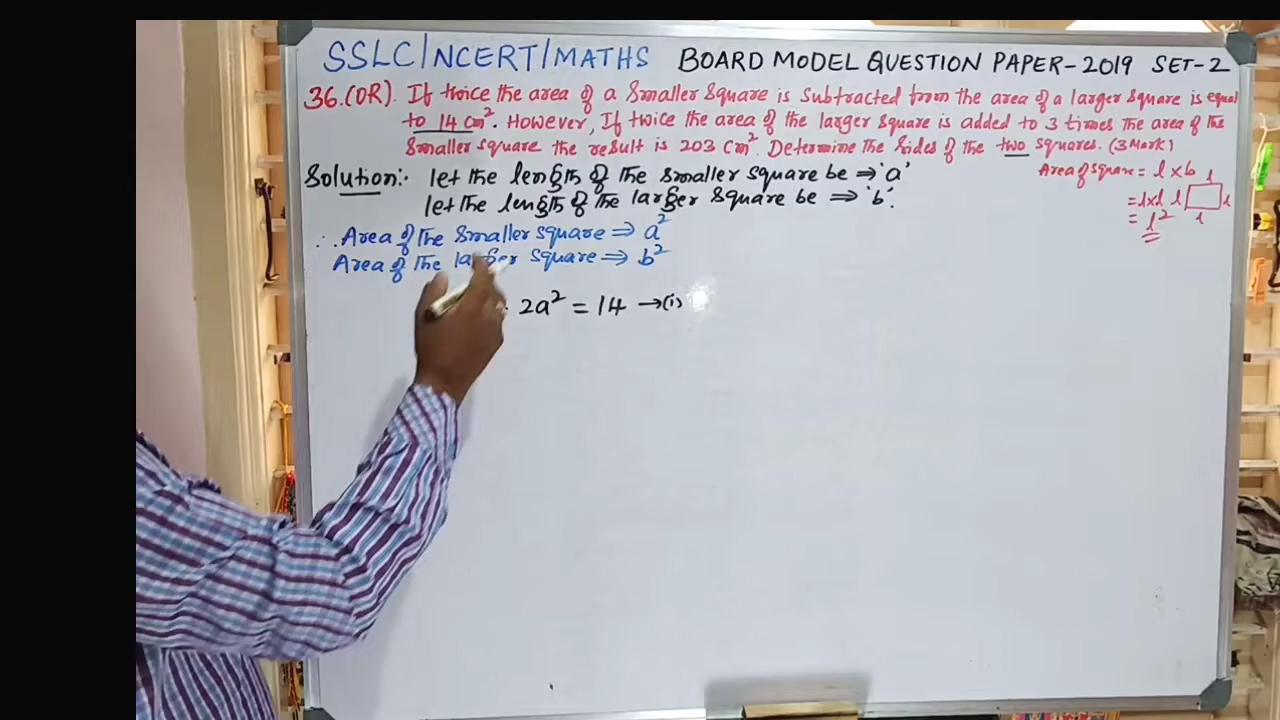 SSLC/NCERT/MATHS BOARD MODEL QUESTION PAPER-2019 SET-2
36.(OR). If twice the area of a Smaller Square is Subtracted from the area of a larger Square is equal
to 14 cm². However, If twice the area of the larger square is added to 3 times the area of the
Smaller square the result is 203 cm². Determine the Sides of the two squares. (3 Mark)
Solution:- let the length of the smaller square be ⇒ 'a'
let the length of the larger square be ⇒ 'b'.
∴ Area of the Smaller square ⇒ a²
Area of the larger square ⇒ b²
2a² = 14 →(i)
Area of square = l x b
= l x l
= l²
l
l
l
l